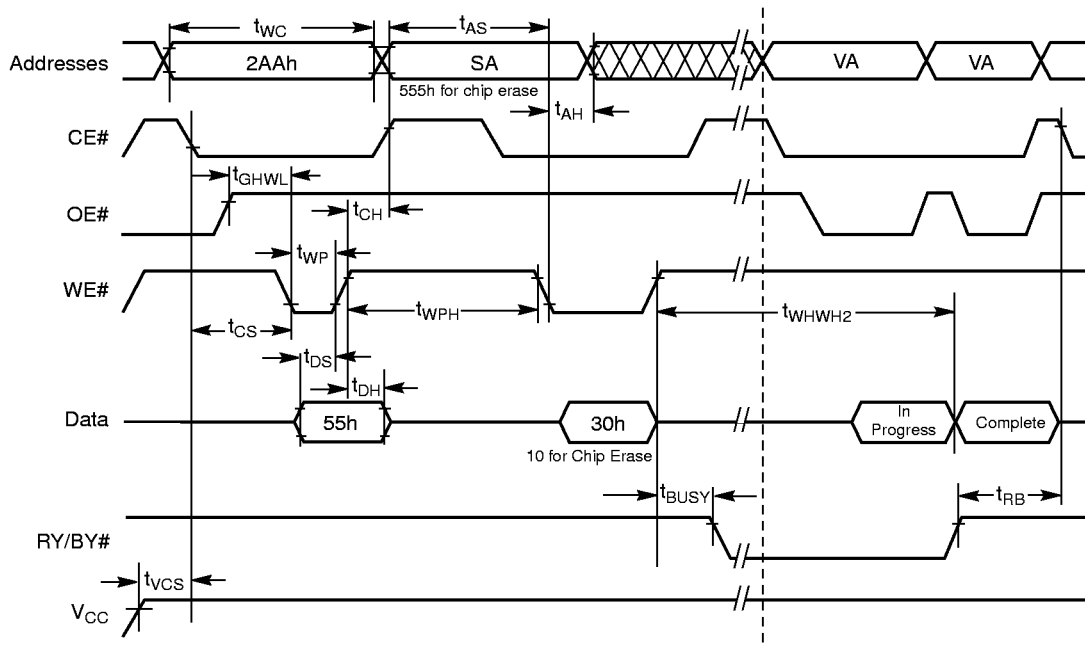 tWC
tAS
Addresses
2AAh
SA
VA
VA
555h for chip erase
tAH
CE#
tGHWL
OE#
tCH
tWP
WE#
tWPH
tWHWH2
tCS
tDS
tDH
Data
55h
30h
In
Progress
Complete
10 for Chip Erase
tBUSY
tRB
RY/BY#
tVCS
VCC